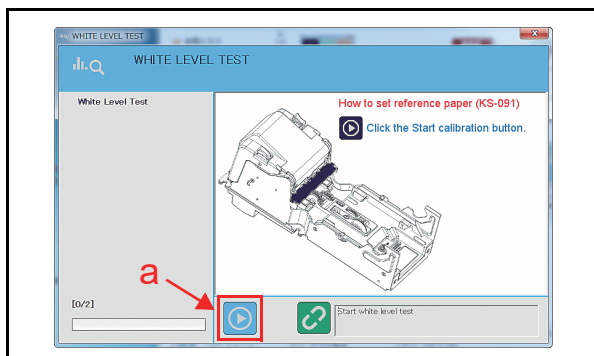 WHITE LEVEL TEST
WHITE LEVEL TEST
White Level Test
How to set reference paper (KS-091)
Click the Start calibration button.
a
[0/2]
Start white level test